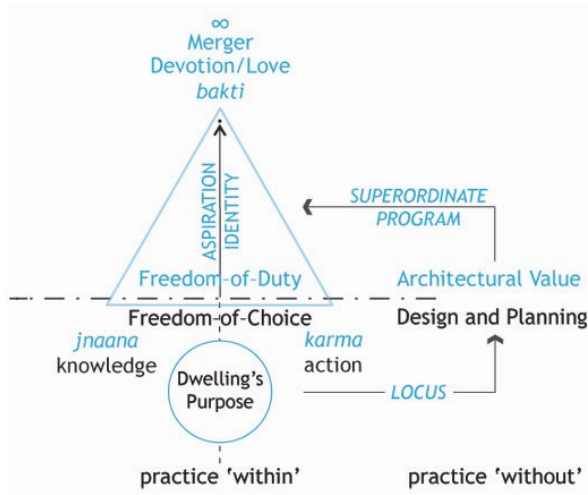 ∞
Merger
Devotion/Love
bakti
ASPIRATION
IDENTITY
SUPERORDINATE
PROGRAM
Freedom-of-Duty
Architectural Value
Freedom-of-Choice
Design and Planning
jnaana
knowledge
karma
action
Dwelling's
Purpose
LOCUS
practice 'within'
practice 'without'